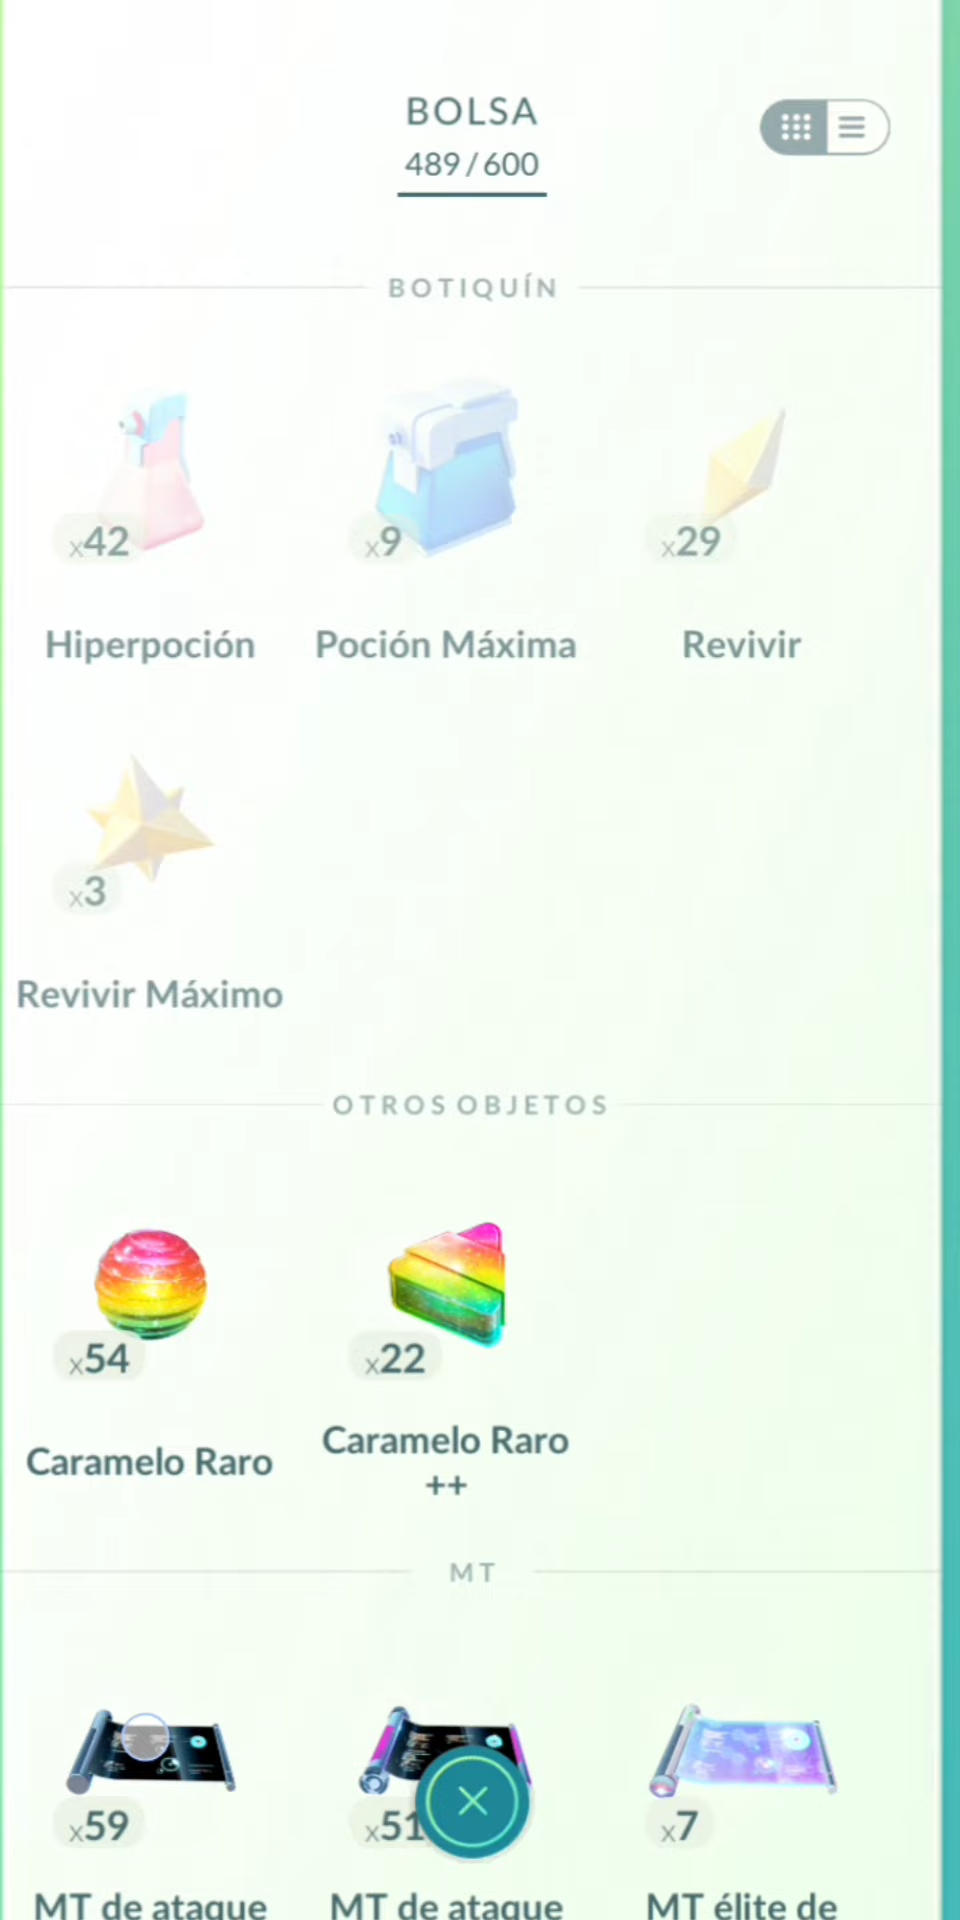 BOLSA
489/600
BOTIQUÍN
x42
x9
x29
Hiperpoción
Poción Máxima
Revivir
x3
Revivir Máximo
OTROS OBJETOS
x54
x22
Caramelo Raro
Caramelo Raro
++
MT
x59
x51
x7
MT de ataque
MT de ataque
MT élite de